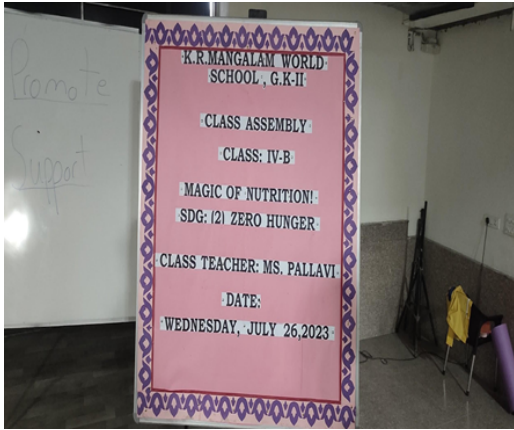 Promote
Support
K.R.MANGALAM WORLD
SCHOOL , G.K-II
CLASS ASSEMBLY
CLASS: IV-B
MAGIC OF NUTRITION!
SDG: (2) ZERO HUNGER
CLASS TEACHER: MS. PALLAVI
DATE:
WEDNESDAY, JULY 26,2023